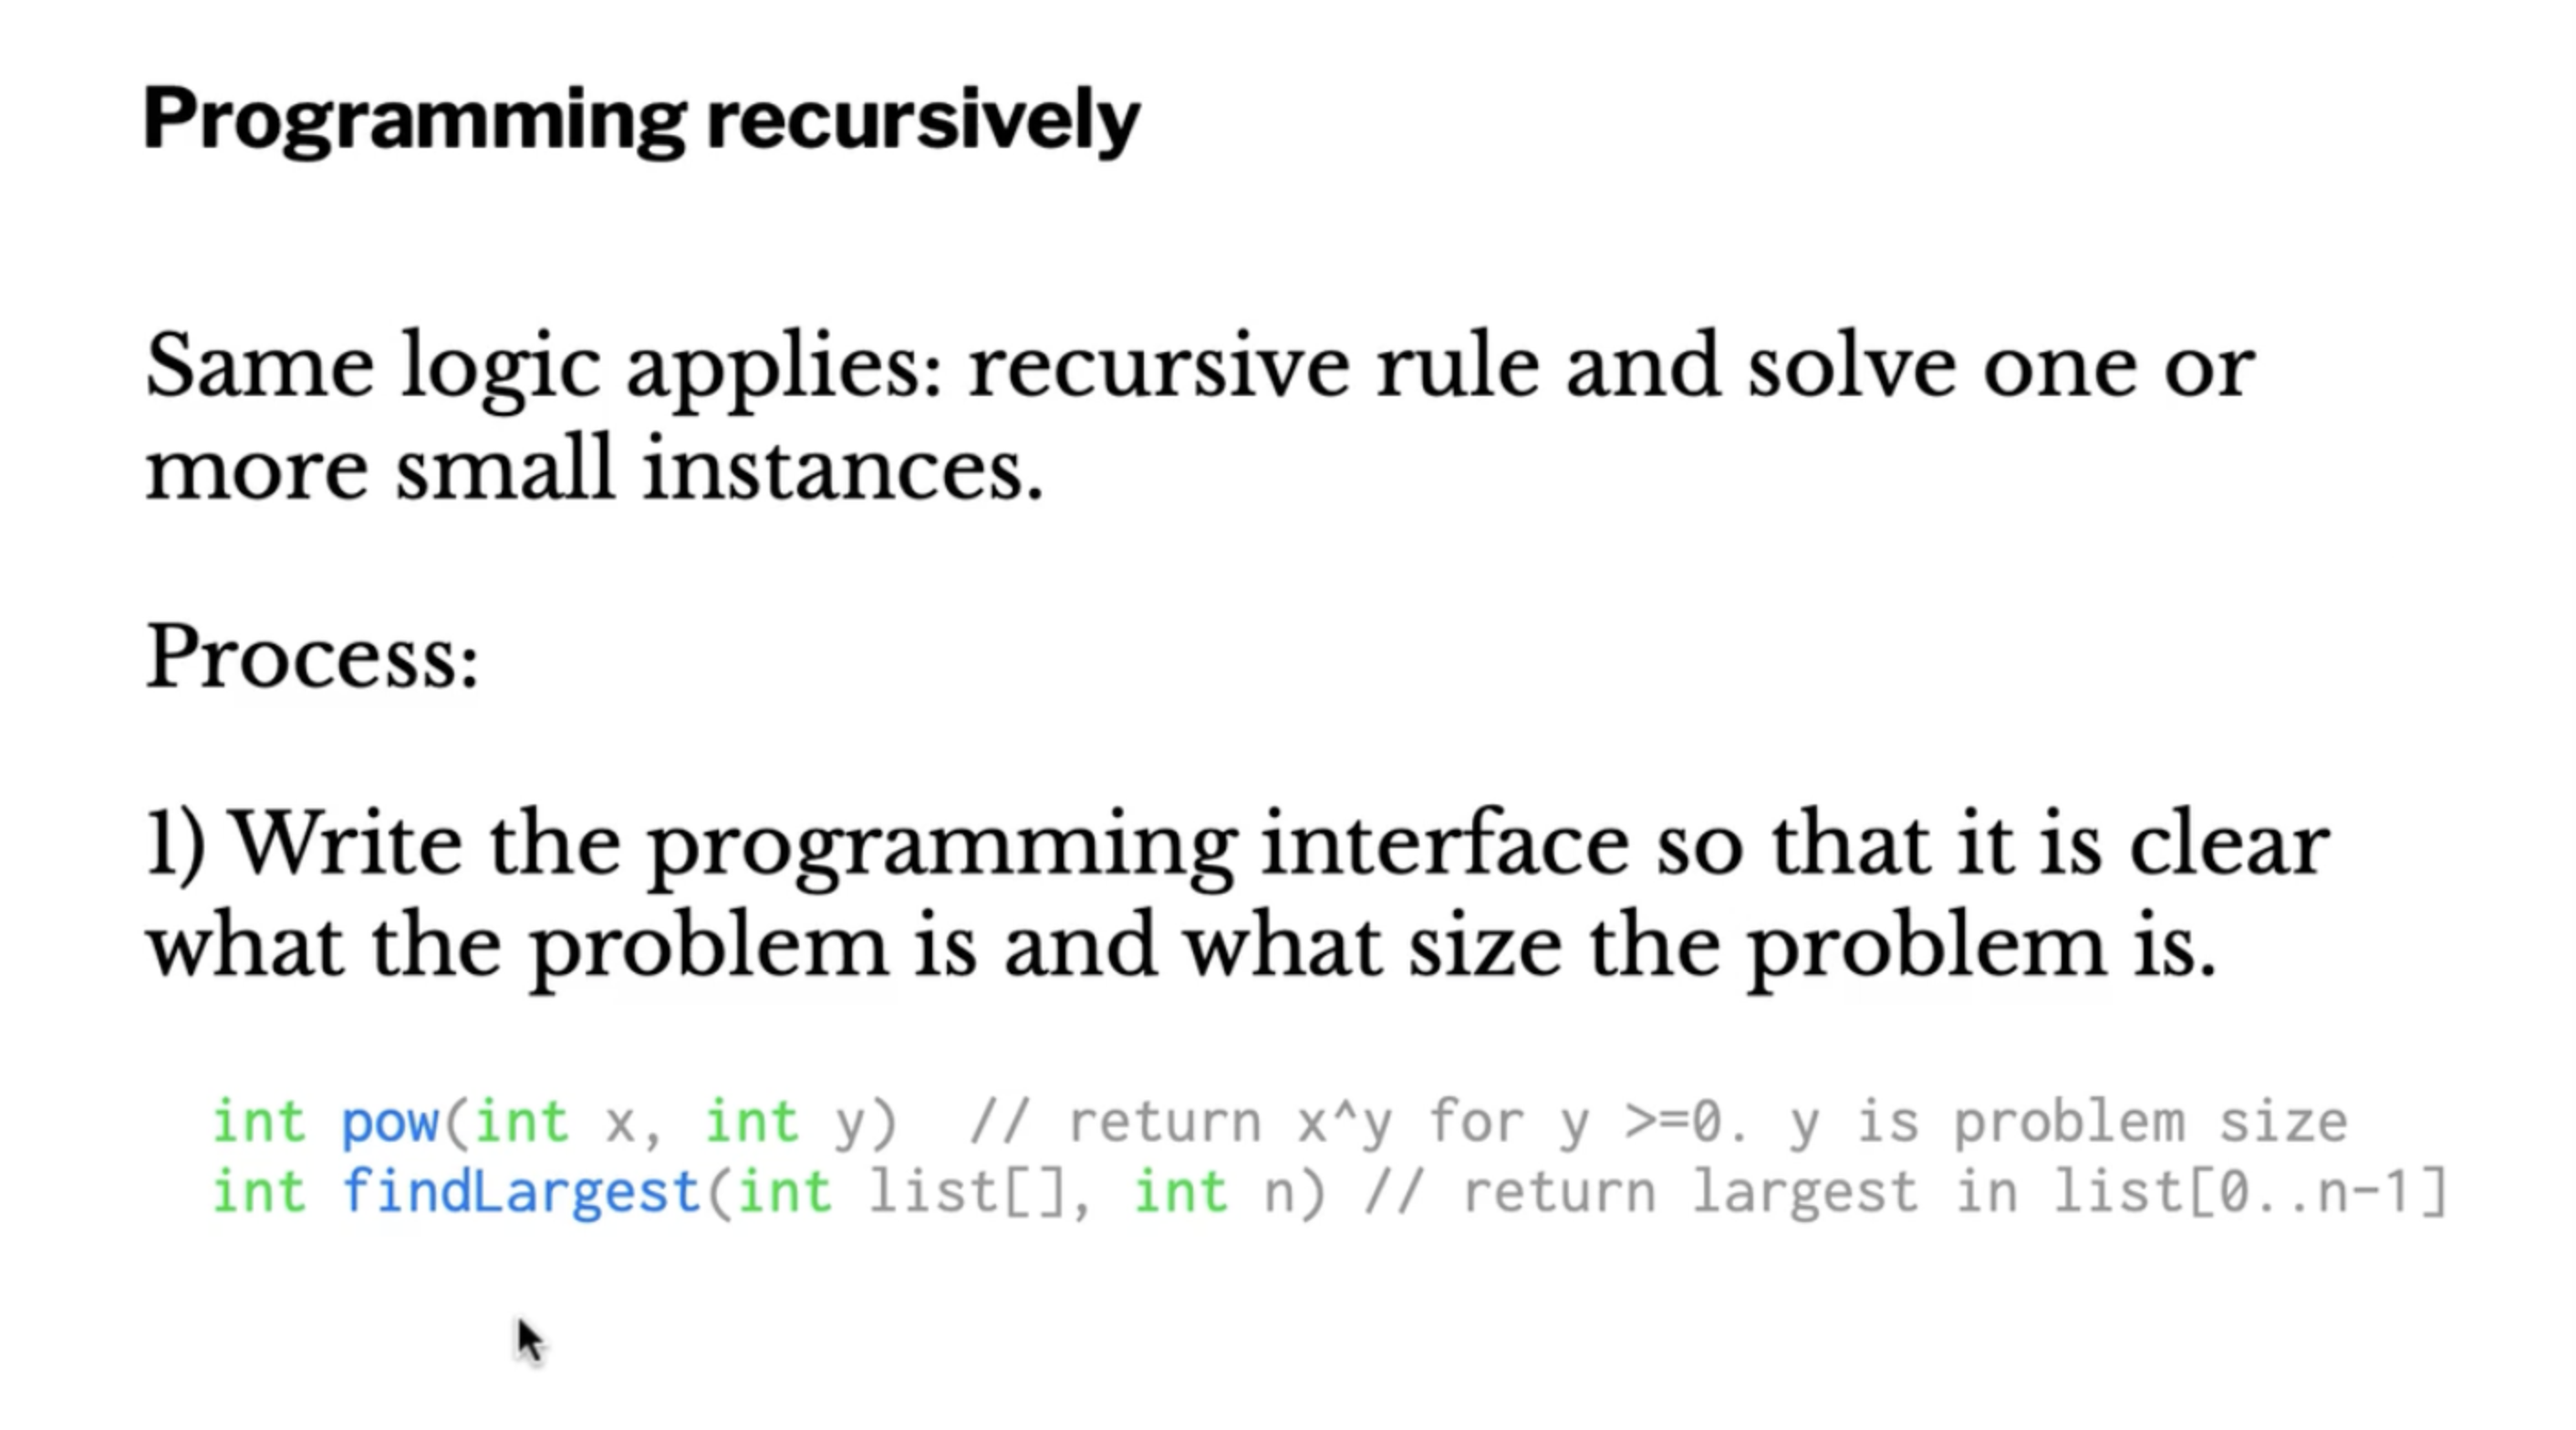 Programming recursively
Same logic applies: recursive rule and solve one or
more small instances.
Process:
1) Write the programming interface so that it is clear
what the problem is and what size the problem is.
int pow(int x, int y)  // return x^y for y >=0. y is problem size
int findLargest(int list[], int n) // return largest in list[0..n-1]